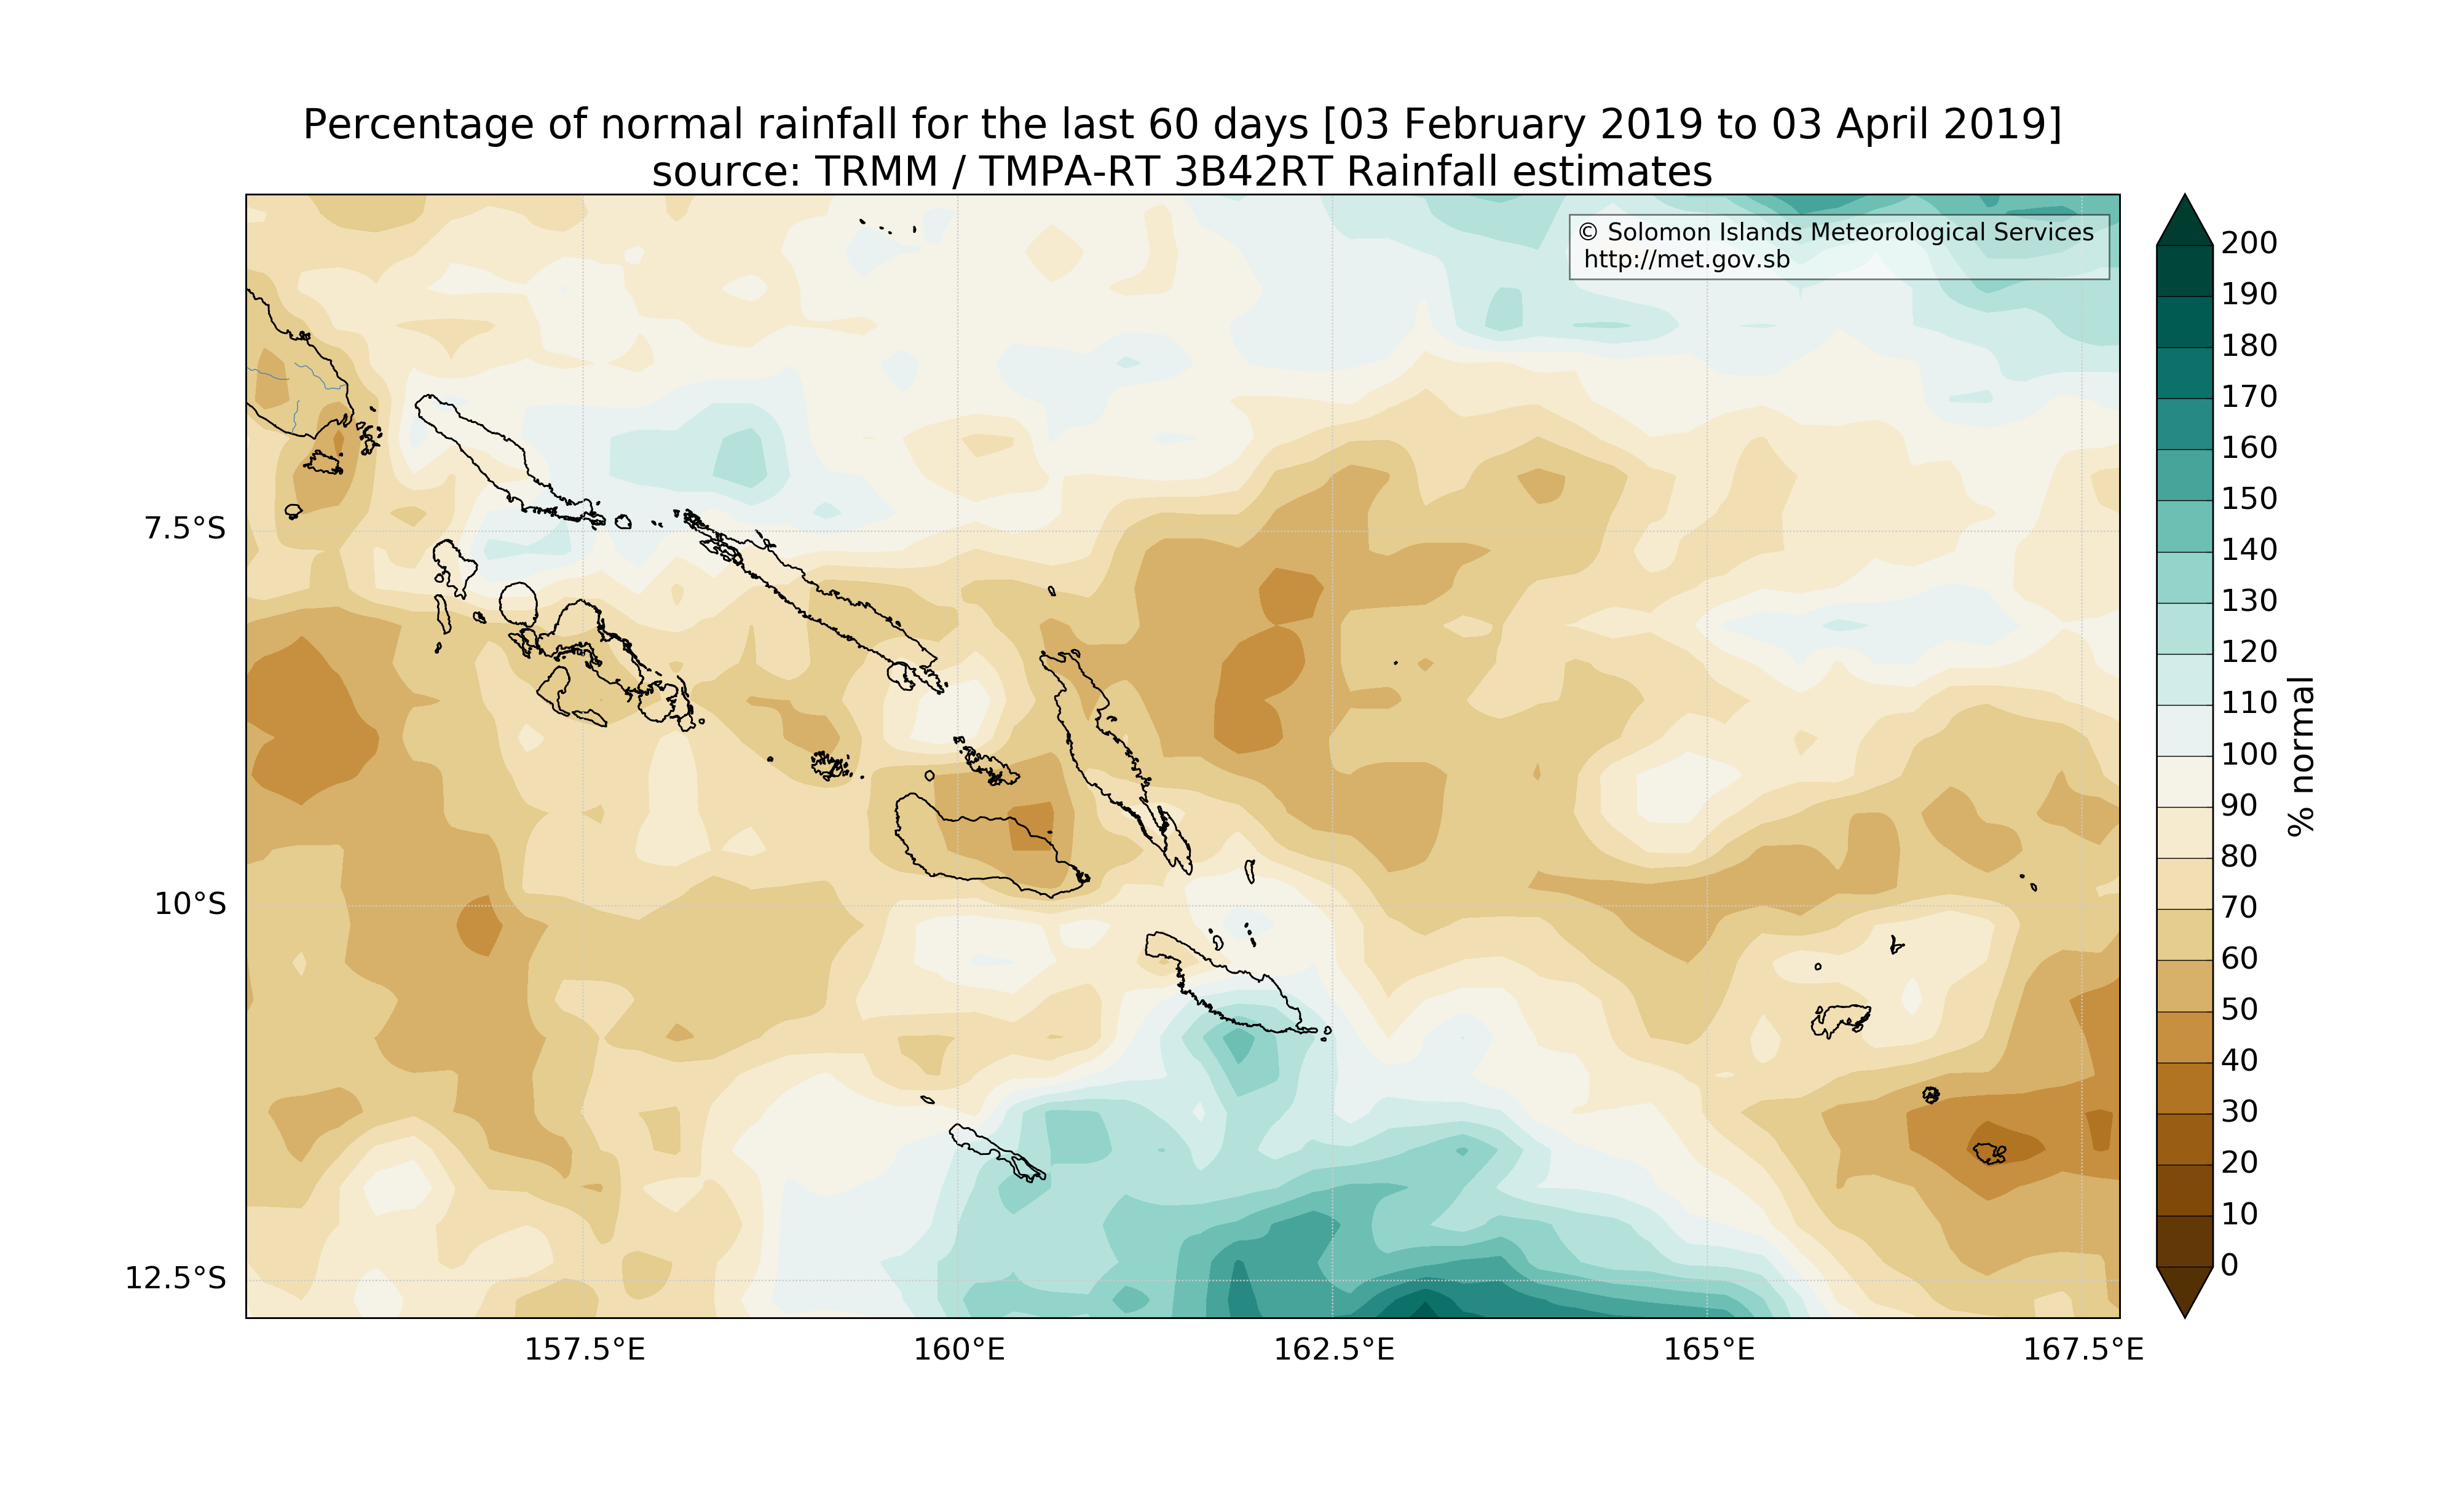 Percentage of normal rainfall for the last 60 days [03 February 2019 to 03 April 2019]
source: TRMM / TMPA-RT 3B42RT Rainfall estimates
© Solomon Islands Meteorological Services
http://met.gov.sb
7.5°S
10°S
12.5°S
157.5°E
160°E
162.5°E
165°E
167.5°E
200
190
180
170
160
150
140
130
120
110
100
90
80
70
60
50
40
30
20
10
0
% normal